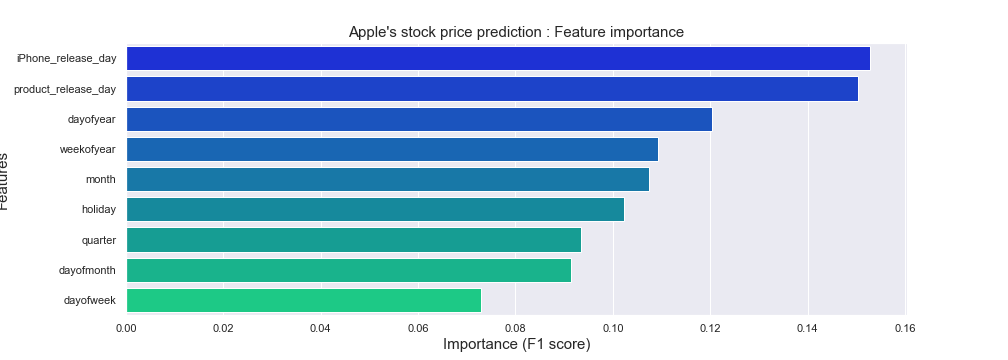 Apple's stock price prediction : Feature importance
Features
iPhone_release_day
product_release_day
dayofyear
weekofyear
month
holiday
quarter
dayofmonth
dayofweek
0.00 0.02 0.04 0.06 0.08 0.10 0.12 0.14 0.16
Importance (F1 score)